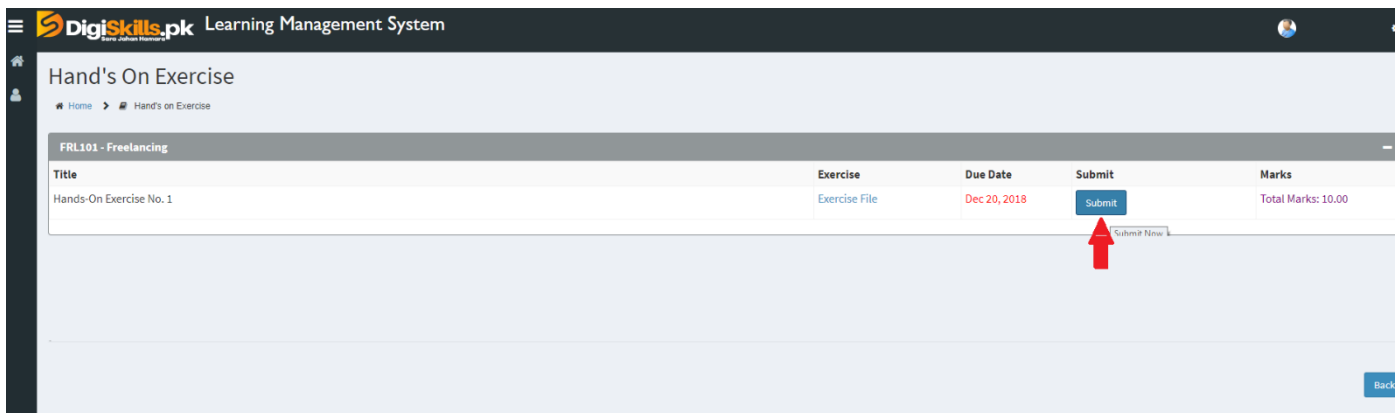 DigiSkills.pk Learning Management System
Sara Jahan Hamara
Hand's On Exercise
Home Hand's on Exercise
FRL101 - Freelancing
Title Exercise Due Date Submit Marks
Hands-On Exercise No. 1 Exercise File Dec 20, 2018 Submit Total Marks: 10.00
Submit Now
Back